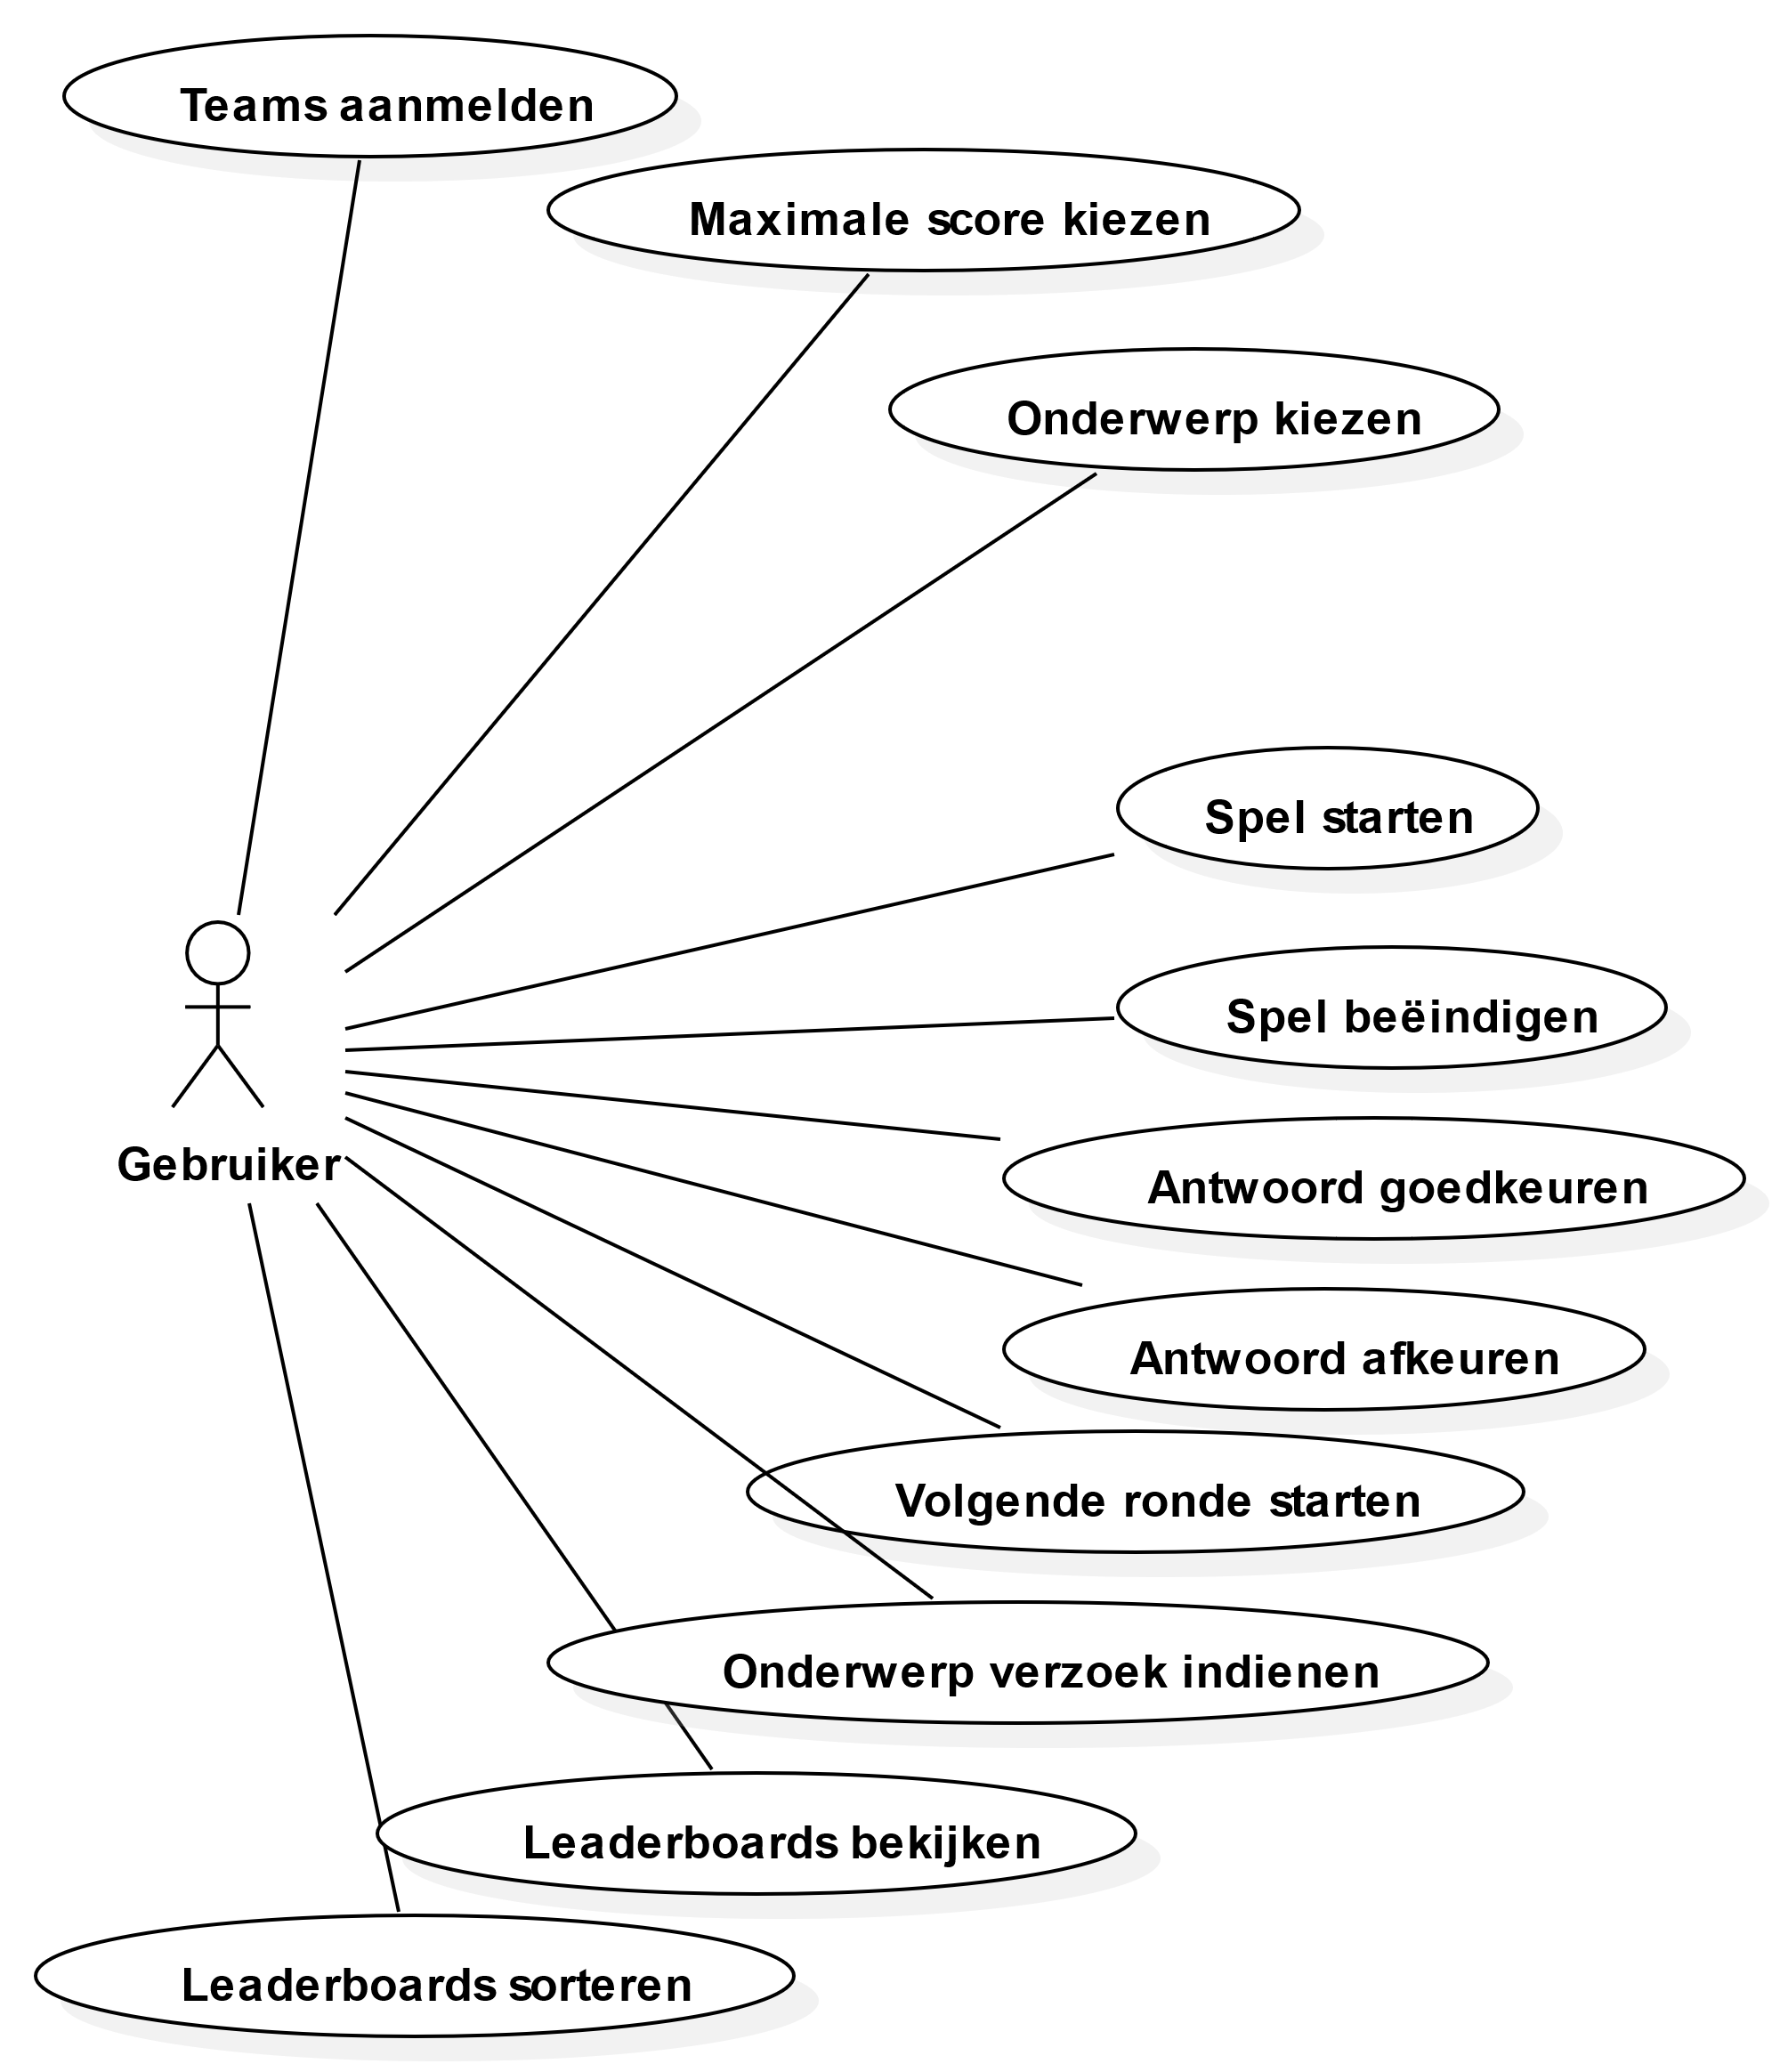 Teams aanmelden
Maximale score kiezen
Onderwerp kiezen
Spel starten
Spel beëindigen
Gebruiker
Antwoord goedkeuren
Antwoord afkeuren
Volgende ronde starten
Onderwerp verzoek indienen
Leaderboards bekijken
Leaderboards sorteren